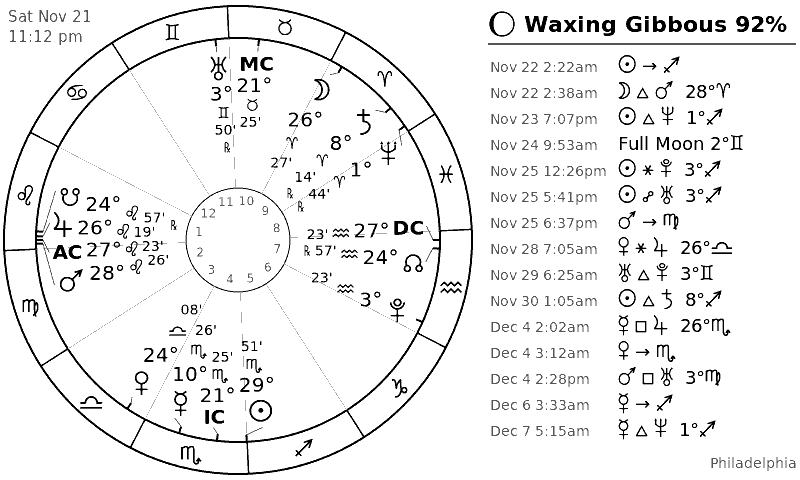 Sat Nov 21
11:12 pm
♅ MC
3° 21°
♊ ♉
50' 25'
℞
☽
26°
♈
27'
♄
8°
♈
14'
℞
♆
1°
♈
44'
℞
☋ 24° ♌ 57' ℞
♃ 26° ♌ 19'
AC 27° ♌ 23'
♂ 28° ♌ 26'
23' ♒ 27° DC
℞ 57' ♒ 24° ☊
23' ♒ 3° ♇
08'
♎
24°
♀
26'
♏
10°
☿
25'
♏
21°
IC
51'
♏
29°
☉
1
2
3
4
5
6
7
8
9
10
11
12
♈
♉
♊
♋
♌
♍
♎
♏
♐
♑
♒
♓
Waxing Gibbous 92%
Nov 22 2:22am ☉ → ♐
Nov 22 2:38am ☽ △ ♂ 28°♈
Nov 23 7:07pm ☉ △ ♆ 1°♐
Nov 24 9:53am Full Moon 2°♊
Nov 25 12:26pm ☉ ⚹ ♇ 3°♐
Nov 25 5:41pm ☉ ☍ ♅ 3°♐
Nov 25 6:37pm ♂ → ♍
Nov 28 7:05am ♀ ⚹ ♃ 26°♎
Nov 29 6:25am ♅ △ ♇ 3°♊
Nov 30 1:05am ☉ △ ♄ 8°♐
Dec 4 2:02am ☿ □ ♃ 26°♏
Dec 4 3:12am ♀ → ♏
Dec 4 2:28pm ♂ □ ♅ 3°♍
Dec 6 3:33am ☿ → ♐
Dec 7 5:15am ☿ △ ♆ 1°♐
Philadelphia